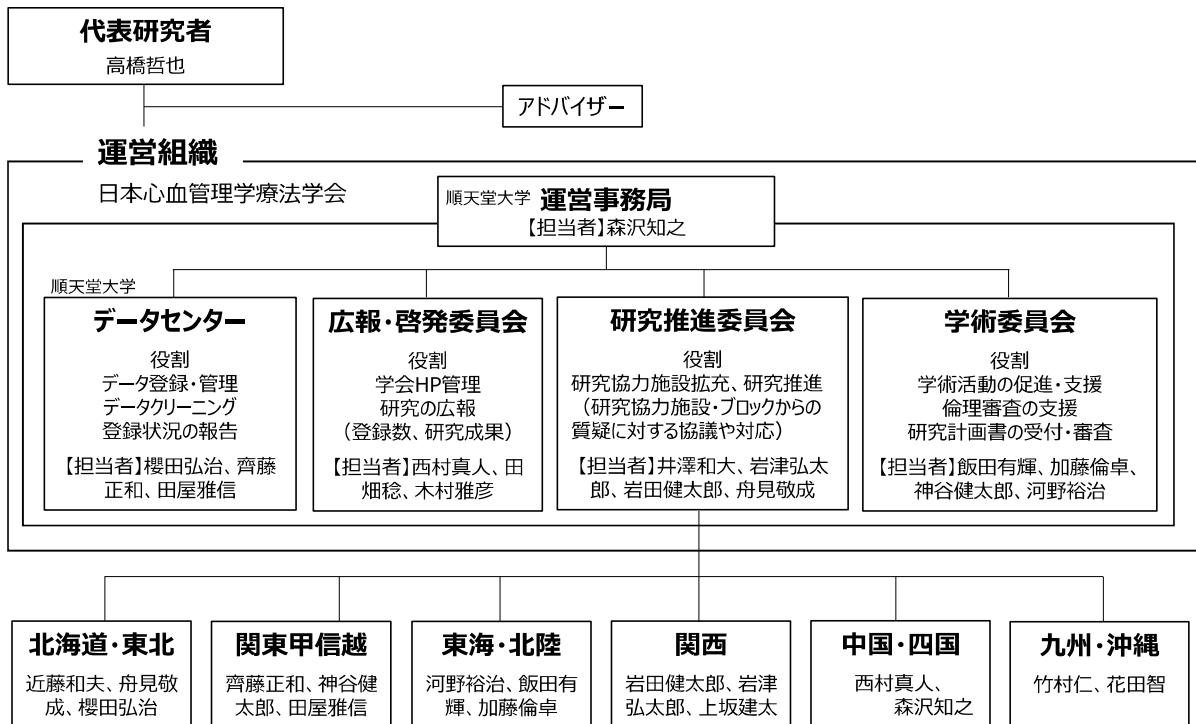 代表研究者
高橋哲也
アドバイザー
運営組織
日本心血管理学療法学会
順天堂大学 運営事務局
【担当者】森沢知之
順天堂大学
データセンター
役割
データ登録・管理
データクリーニング
登録状況の報告
【担当者】櫻田弘治、齊藤
正和、田屋雅信
広報・啓発委員会
役割
学会HP管理
研究の広報
（登録数、研究成果）
【担当者】西村真人、田
畑稔、木村雅彦
研究推進委員会
役割
研究協力施設拡充、研究推進
（研究協力施設・ブロックからの
質疑に対する協議や対応）
【担当者】井澤和大、岩津弘太
郎、岩田健太郎、舟見敬成
学術委員会
役割
学術活動の促進・支援
倫理審査の支援
研究計画書の受付・審査
【担当者】飯田有輝、加藤倫卓、
神谷健太郎、河野裕治
北海道・東北
近藤和夫、舟見敬
成、櫻田弘治
関東甲信越
齊藤正和、神谷健
太郎、田屋雅信
東海・北陸
河野裕治、飯田有
輝、加藤倫卓
関西
岩田健太郎、岩津
弘太郎、上坂建太
中国・四国
西村真人、
森沢知之
九州・沖縄
竹村仁、花田智